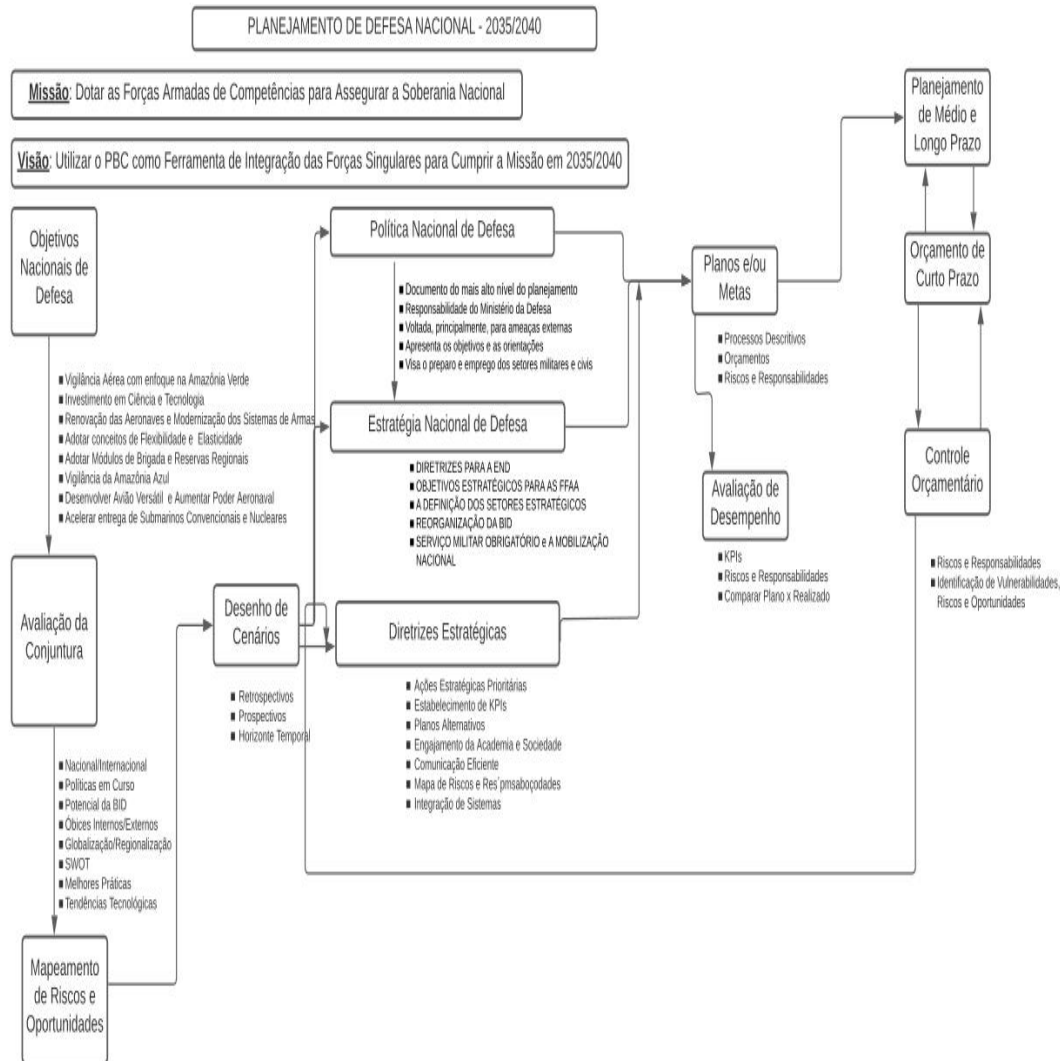 PLANEJAMENTO DE DEFESA NACIONAL - 2035/2040
Missão: Dotar as Forças Armadas de Competências para Assegurar a Soberania Nacional
Visão: Utilizar o PBC como Ferramenta de Integração das Forças Singulares para Cumprir a Missão em 2035/2040
Objetivos
Nacionais de
Defesa
■ Vigilância Aérea com enfoque na Amazônia Verde
■ Investimento em Ciência e Tecnologia
■ Renovação das Aeronaves e Modernização dos Sistemas de Armas
■ Adotar conceitos de Flexibilidade e Elasticidade
■ Adotar Módulos de Brigada e Reservas Regionais
■ Vigilância da Amazônia Azul
■ Desenvolver Avião Versátil e Aumentar Poder Aeronaval
■ Acelerar entrega de Submarinos Convencionais e Nucleares
Avaliação da
Conjuntura
■ Nacional/Internacional
■ Políticas em Curso
■ Potencial da BID
■ Óbices Internos/Externos
■ Globalização/Regionalização
■ SWOT
■ Melhores Práticas
■ Tendências Tecnológicas
Mapeamento
de Riscos e
Oportunidades
Desenho de
Cenários
■ Retrospectivos
■ Prospectivos
■ Horizonte Temporal
Política Nacional de Defesa
■ Documento do mais alto nível do planejamento
■ Responsabilidade do Ministério da Defesa
■ Voltada, principalmente, para ameaças externas
■ Apresenta os objetivos e as orientações
■ Visa o preparo e emprego dos setores militares e civis
Estratégia Nacional de Defesa
■ DIRETRIZES PARA A END
■ OBJETIVOS ESTRATÉGICOS PARA AS FFAA
■ A DEFINIÇÃO DOS SETORES ESTRATÉGICOS
■ REORGANIZAÇÃO DA BID
■ SERVIÇO MILITAR OBRIGATÓRIO e A MOBILIZAÇÃO
NACIONAL
Diretrizes Estratégicas
■ Ações Estratégicas Prioritárias
■ Estabelecimento de KPIs
■ Planos Alternativos
■ Engajamento da Academia e Sociedade
■ Comunicação Eficiente
■ Mapa de Riscos e Res´pmsaboçodades
■ Integração de Sistemas
Planos e/ou
Metas
■ Processos Descritivos
■ Orçamentos
■ Riscos e Responsabilidades
Avaliação de
Desempenho
■ KPIs
■ Riscos e Responsabilidades
■ Comparar Plano x Realizado
Planejamento
de Médio e
Longo Prazo
Orçamento de
Curto Prazo
Controle
Orçamentário
■ Riscos e Responsabilidades
■ Identificação de Vulnerabilidades,
Riscos e Oportunidades